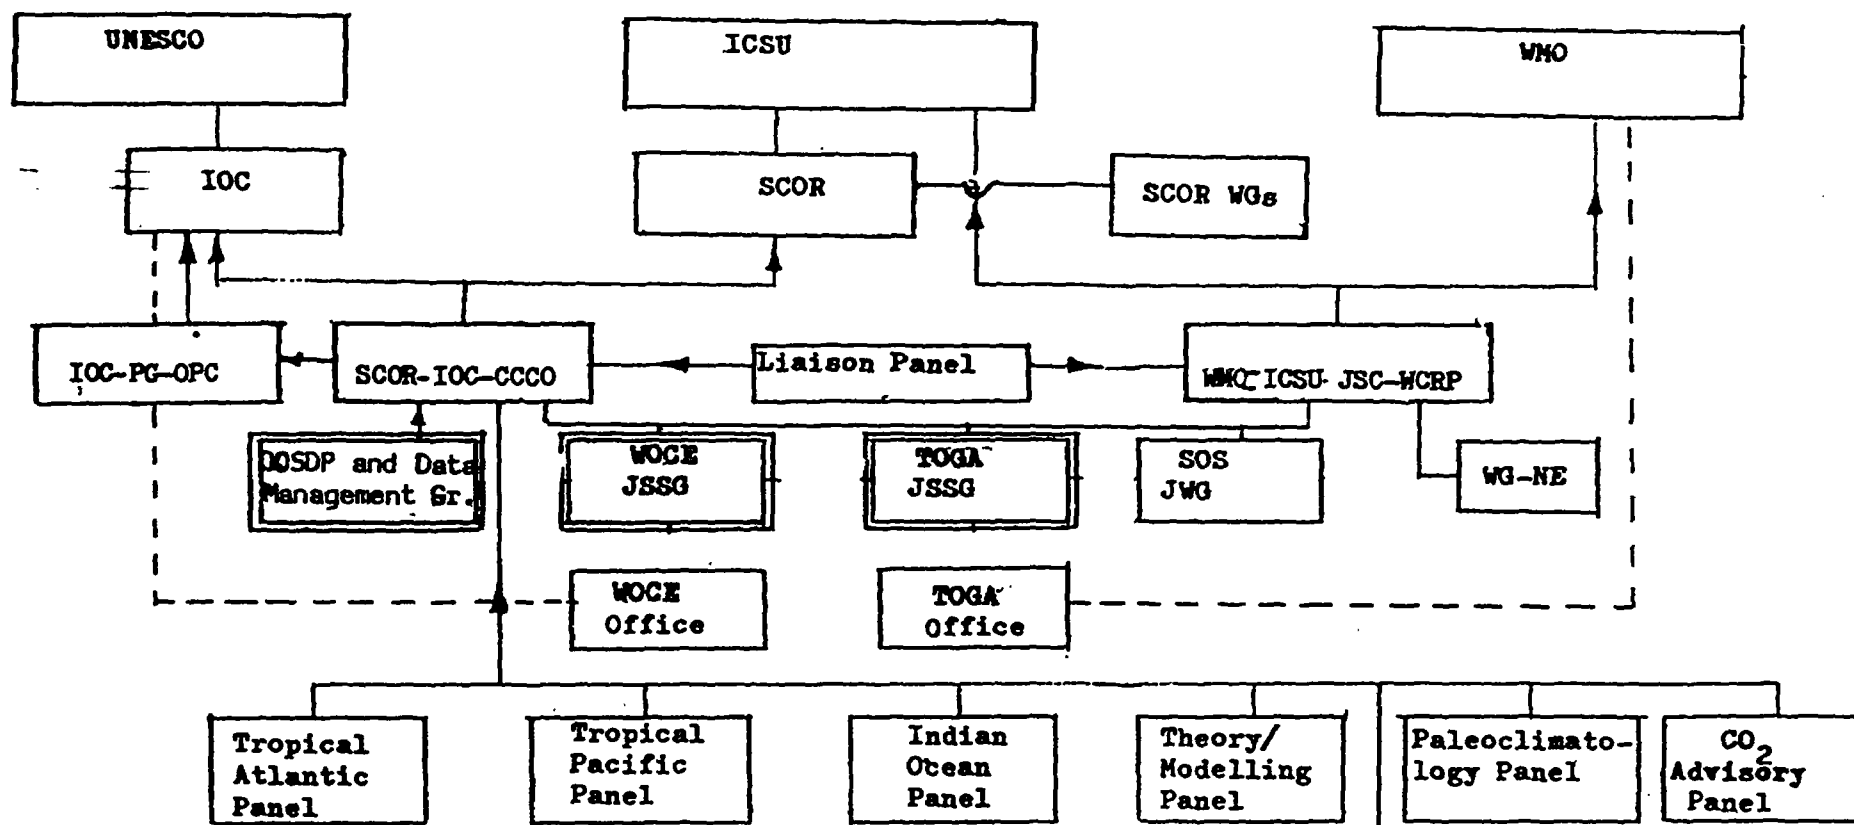 UNESCO
ICSU
WMO
IOC
SCOR
SCOR WGs
IOC-PG-OPC
SCOR-IOC-CCCO
Liaison Panel
WMO-ICSU-JSC-WCRP
OOSDP and Data
Management Gr.
WOCE
JSSG
TOGA
JSSG
SOS
JWG
WG-NE
WOCE
Office
TOGA
Office
Tropical
Atlantic
Panel
Tropical
Pacific
Panel
Indian
Ocean
Panel
Theory/
Modelling
Panel
Paleoclimato-
logy Panel
CO2
Advisory
Panel